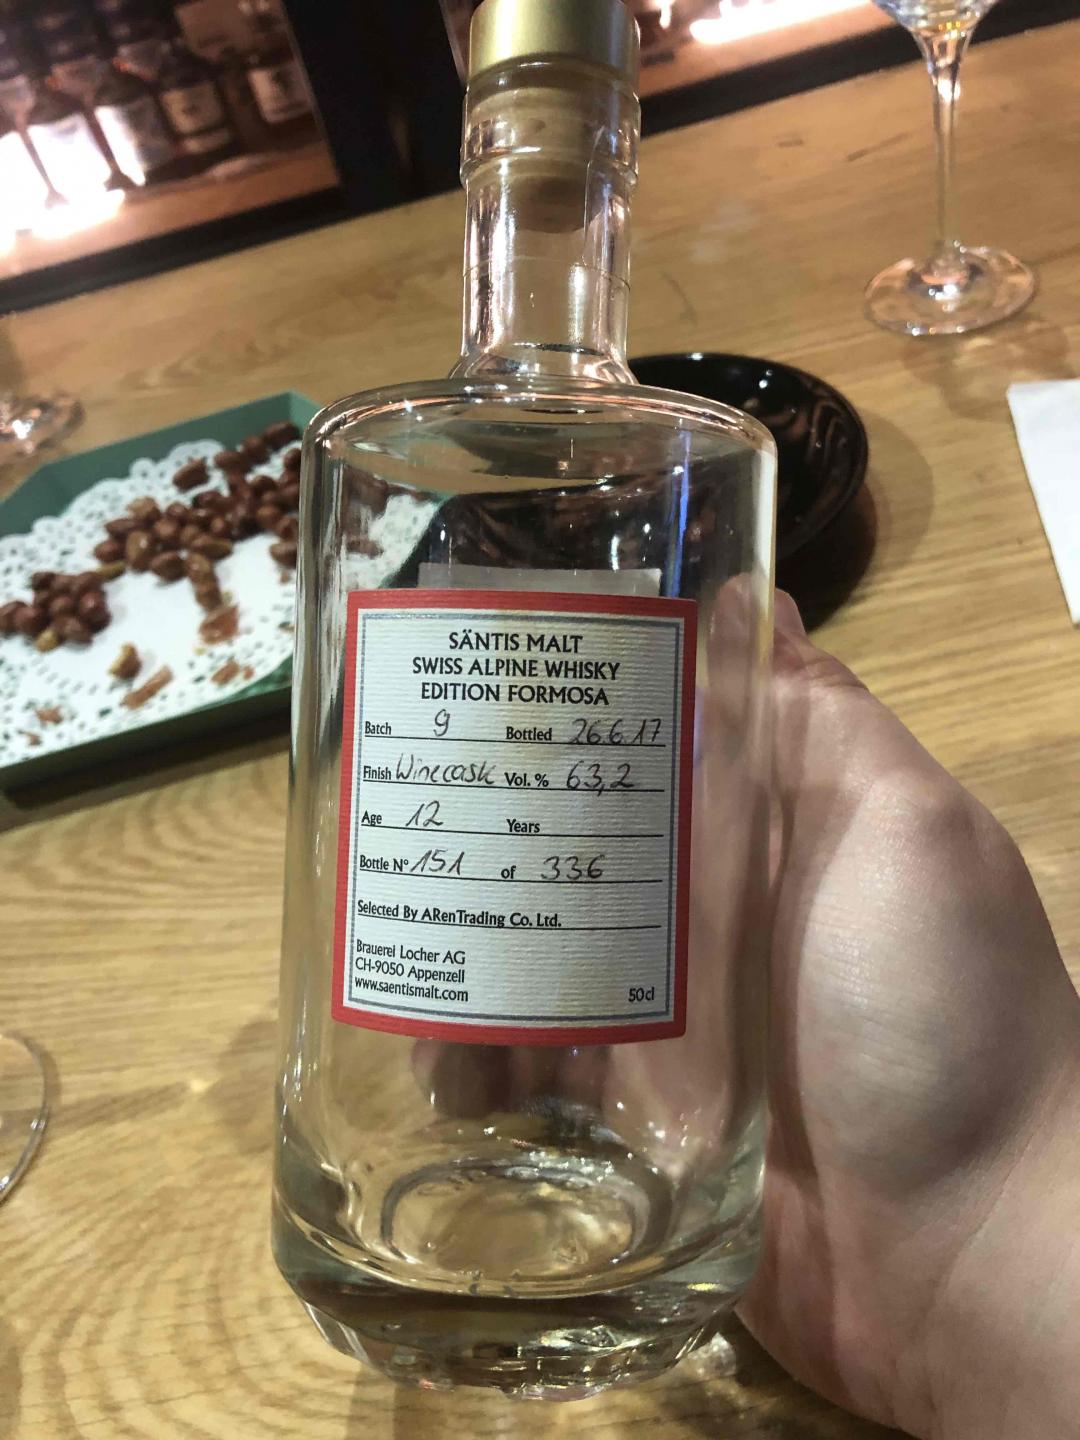 SÄNTIS MALT
SWISS ALPINE WHISKY
EDITION FORMOSA
Batch 9 Bottled 26.6.17
Finish Winecask Vol. % 63,2
Age 12 Years
Bottle N° 151 of 336
Selected By ARenTrading Co. Ltd.
Brauerei Locher AG
CH-9050 Appenzell
www.saentismalt.com
50cl